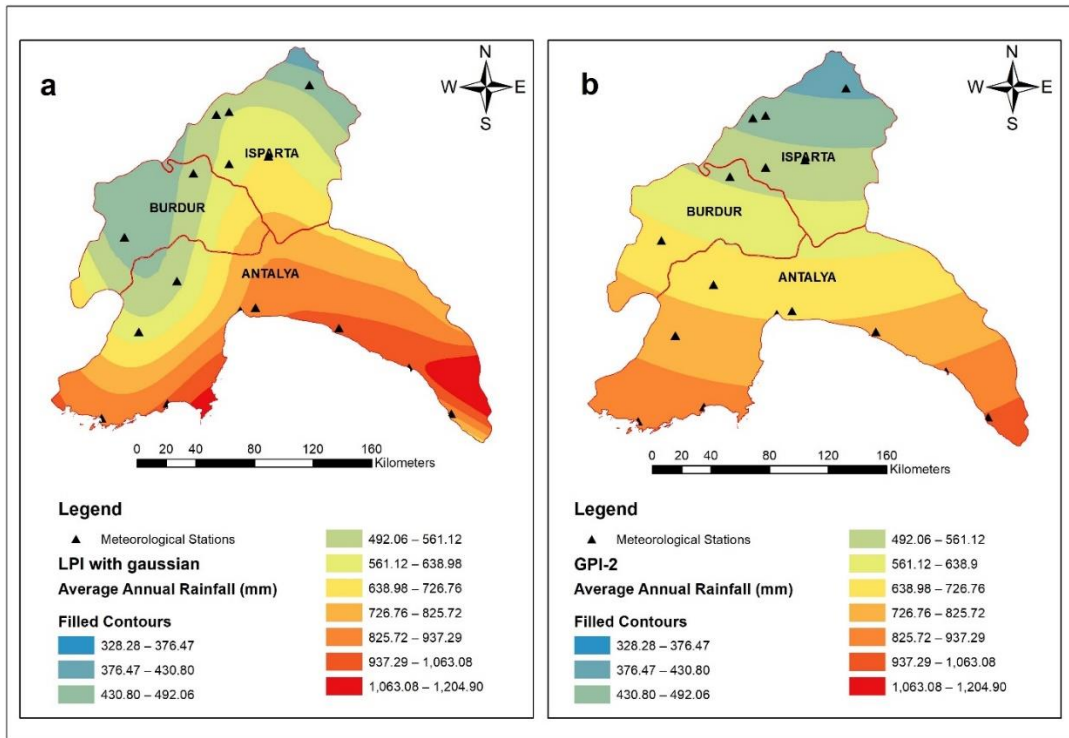 a
N
W E
S
ISPARTA
BURDUR
ANTALYA
0 20 40 80 120 160
Kilometers
Legend
Meteorological Stations
LPI with gaussian
Average Annual Rainfall (mm)
Filled Contours
328.28 – 376.47
376.47 – 430.80
430.80 – 492.06
492.06 – 561.12
561.12 – 638.98
638.98 – 726.76
726.76 – 825.72
825.72 – 937.29
937.29 – 1,063.08
1,063.08 – 1,204.90
b
N
W E
S
ISPARTA
BURDUR
ANTALYA
0 20 40 80 120 160
Kilometers
Legend
Meteorological Stations
GPI-2
Average Annual Rainfall (mm)
Filled Contours
328.28 – 376.47
376.47 – 430.80
430.80 – 492.06
492.06 – 561.12
561.12 – 638.9
638.98 – 726.76
726.76 – 825.72
825.72 – 937.29
937.29 – 1,063.08
1,063.08 – 1,204.90